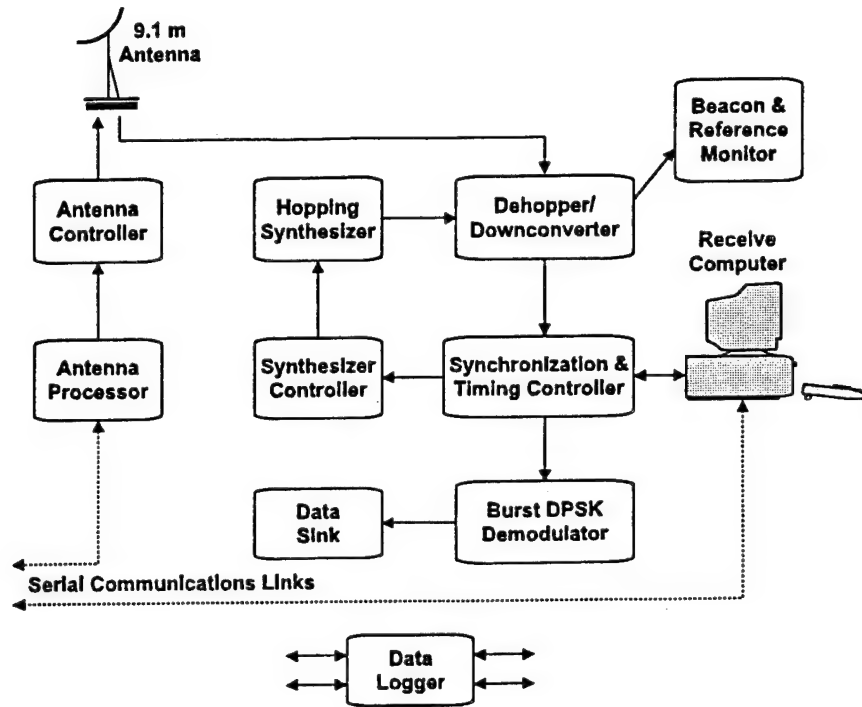 9.1 m
Antenna
Beacon &
Reference
Monitor
Antenna
Controller
Hopping
Synthesizer
Dehopper/
Downconverter
Receive
Computer
Antenna
Processor
Synthesizer
Controller
Synchronization &
Timing Controller
Data
Sink
Burst DPSK
Demodulator
Serial Communications Links
Data
Logger